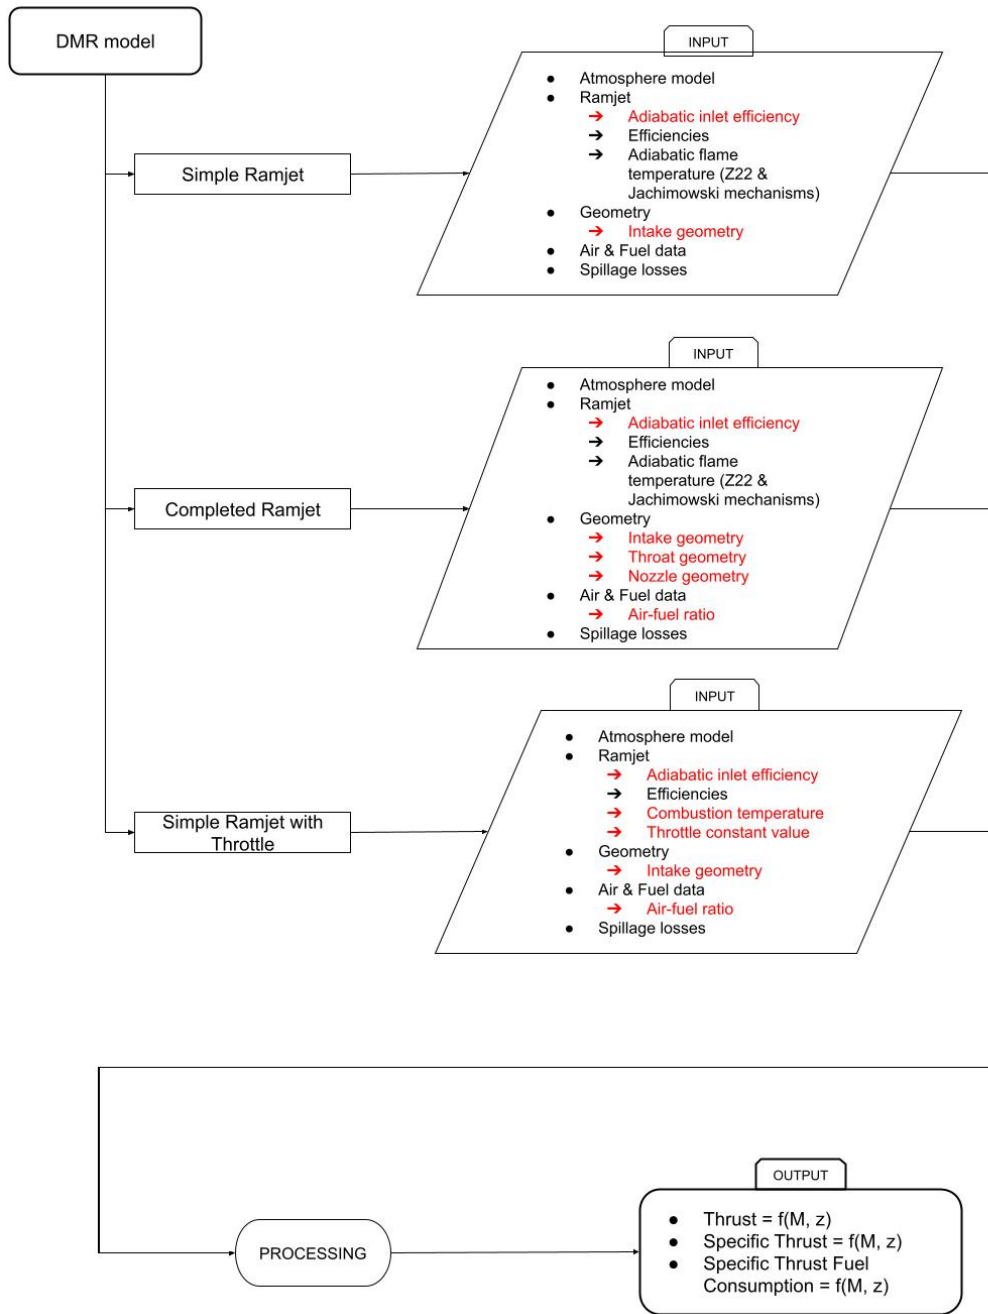 DMR model
INPUT
● Atmosphere model
● Ramjet
➔ Adiabatic inlet efficiency
➔ Efficiencies
➔ Adiabatic flame
temperature (Z22 &
Jachimowski mechanisms)
● Geometry
➔ Intake geometry
● Air & Fuel data
● Spillage losses
Simple Ramjet
INPUT
● Atmosphere model
● Ramjet
➔ Adiabatic inlet efficiency
➔ Efficiencies
➔ Adiabatic flame
temperature (Z22 &
Jachimowski mechanisms)
● Geometry
➔ Intake geometry
➔ Throat geometry
➔ Nozzle geometry
● Air & Fuel data
➔ Air-fuel ratio
● Spillage losses
Completed Ramjet
INPUT
● Atmosphere model
● Ramjet
➔ Adiabatic inlet efficiency
➔ Efficiencies
➔ Combustion temperature
➔ Throttle constant value
● Geometry
➔ Intake geometry
● Air & Fuel data
➔ Air-fuel ratio
● Spillage losses
Simple Ramjet with
Throttle
PROCESSING
OUTPUT
● Thrust = f(M, z)
● Specific Thrust = f(M, z)
● Specific Thrust Fuel
Consumption = f(M, z)